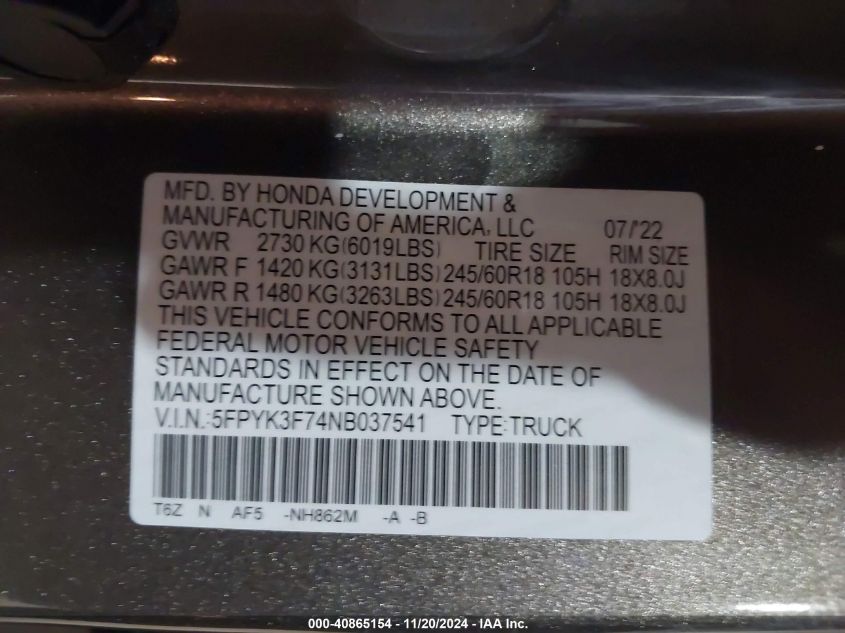 MFD. BY HONDA DEVELOPMENT &
MANUFACTURING OF AMERICA, LLC 07/'22
GVWR 2730 KG(6019LBS) TIRE SIZE RIM SIZE
GAWR F 1420 KG(3131LBS) 245/60R18 105H 18X8.0J
GAWR R 1480 KG(3263LBS) 245/60R18 105H 18X8.0J
THIS VEHICLE CONFORMS TO ALL APPLICABLE
FEDERAL MOTOR VEHICLE SAFETY
STANDARDS IN EFFECT ON THE DATE OF
MANUFACTURE SHOWN ABOVE.
V.I.N.:5FPYK3F74NB037541 TYPE:TRUCK
T6Z N AF5 -NH862M -A -B
000-40865154 - 11/20/2024 - IAA Inc.